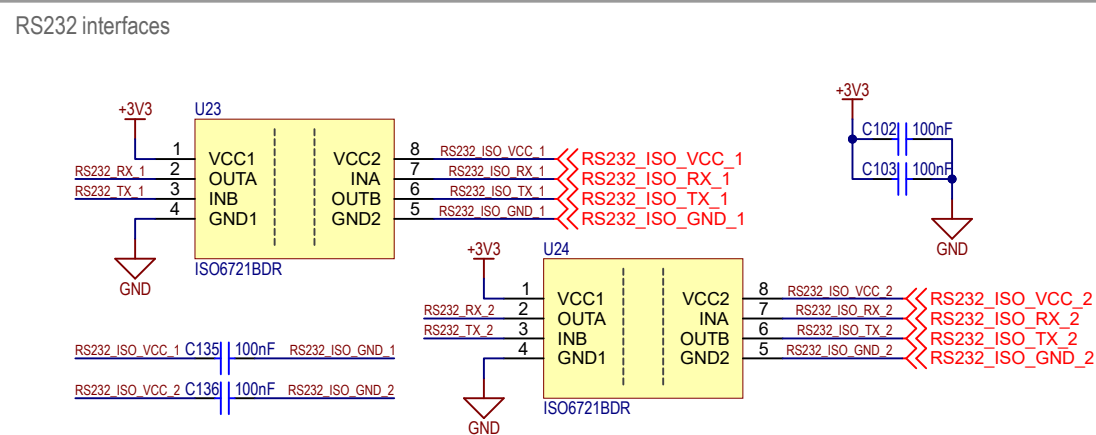 RS232 interfaces
+3V3
U23
1
VCC1
VCC2
8
RS232_ISO_VCC_1
RS232_ISO_VCC_1
RS232_RX_1
2
OUTA
INA
7
RS232_ISO_RX_1
RS232_ISO_RX_1
RS232_TX_1
3
INB
OUTB
6
RS232_ISO_TX_1
RS232_ISO_TX_1
4
GND1
GND2
5
RS232_ISO_GND_1
RS232_ISO_GND_1
GND
ISO6721BDR
+3V3
C102
100nF
C103
100nF
GND
+3V3
U24
1
VCC1
VCC2
8
RS232_ISO_VCC_2
RS232_ISO_VCC_2
RS232_RX_2
2
OUTA
INA
7
RS232_ISO_RX_2
RS232_ISO_RX_2
RS232_TX_2
3
INB
OUTB
6
RS232_ISO_TX_2
RS232_ISO_TX_2
4
GND1
GND2
5
RS232_ISO_GND_2
RS232_ISO_GND_2
GND
ISO6721BDR
RS232_ISO_VCC_1 C135 100nF RS232_ISO_GND_1
RS232_ISO_VCC_2 C136 100nF RS232_ISO_GND_2